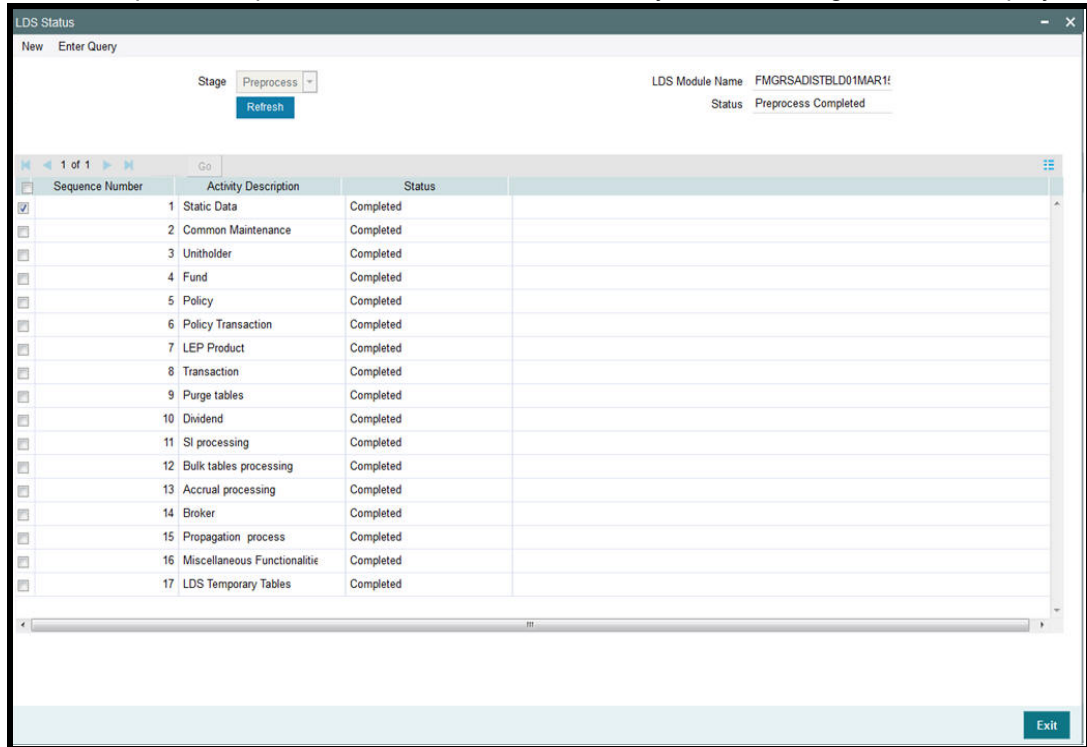 LDS Status
New Enter Query
Stage Preprocess LDS Module Name FMGRSADISTBLD01MAR1
Refresh Status Preprocess Completed
1 of 1 Go
Sequence Number Activity Description Status
1 Static Data Completed
2 Common Maintenance Completed
3 Unitholder Completed
4 Fund Completed
5 Policy Completed
6 Policy Transaction Completed
7 LEP Product Completed
8 Transaction Completed
9 Purge tables Completed
10 Dividend Completed
11 SI processing Completed
12 Bulk tables processing Completed
13 Accrual processing Completed
14 Broker Completed
15 Propagation process Completed
16 Miscellaneous Functionalitie Completed
17 LDS Temporary Tables Completed
Exit